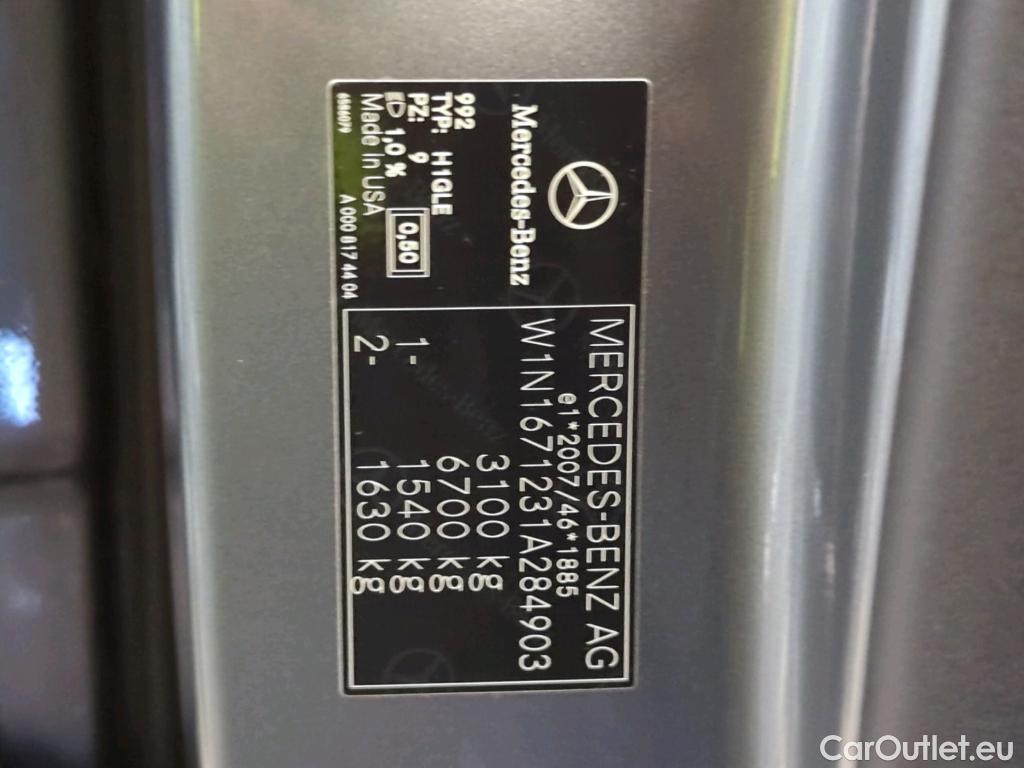 Mercedes-Benz
992
TYP: H1GLE
PZ: 9
1,0%
0,50
Made in USA
6586079
A 000 817 44 04
MERCEDES-BENZ AG
e1*2007/46*1885
W1N1671231A284903
3100 kg
6700 kg
1- 1540 kg
2- 1630 kg
CarOutlet.eu